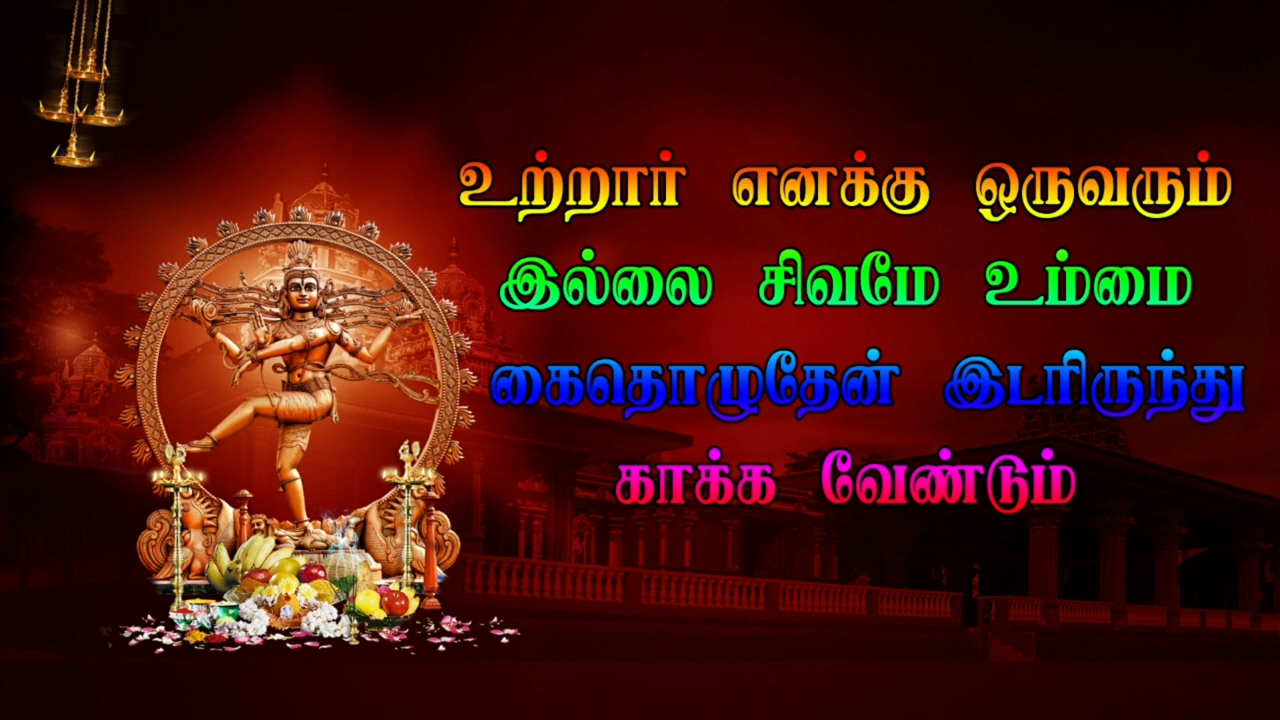 உற்றார் எனக்கு ஒருவரும்
இல்லை சிவமே உம்மை
கைதொழுதேன் இடரிருந்து
காக்க வேண்டும்